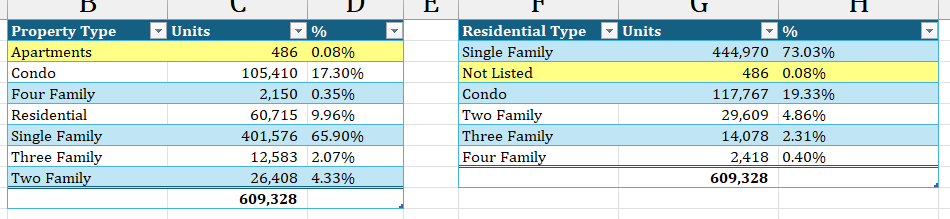 B C D E F G H
Property Type Units % Residential Type Units %
Apartments 486 0.08% Single Family 444,970 73.03%
Condo 105,410 17.30% Not Listed 486 0.08%
Four Family 2,150 0.35% Condo 117,767 19.33%
Residential 60,715 9.96% Two Family 29,609 4.86%
Single Family 401,576 65.90% Three Family 14,078 2.31%
Three Family 12,583 2.07% Four Family 2,418 0.40%
Two Family 26,408 4.33% 609,328
609,328